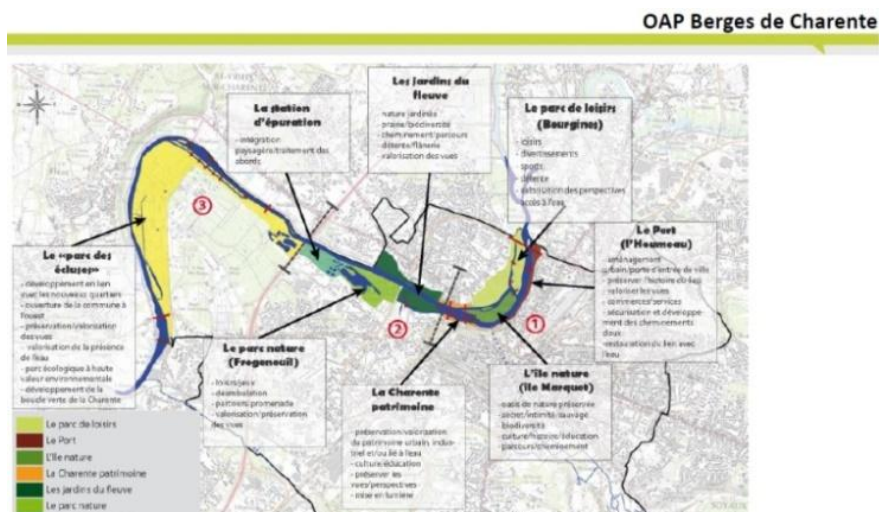 OAP Berges de Charente
Les jardins du
fleuve
nature jardinée
- prairie/biodiversité
- cheminement/parcours
- détente/flânerie
- valorisation des vues
La station
d'épuration
- intégration
paysagère/traitement des
abords
Le parc de loisirs
(Bourgines)
- loisirs
- divertissements
- sports
- détente
- valorisation des perspectives
accès à l'eau
③
Le «parc des
écluses»
- développement en lien
avec les nouveaux quartiers
- ouverture de la commune à
l'ouest
- préservation/valorisation
des vues
- valorisation de la présence
de l'eau
- parc écologique à haute
valeur environnementale
- développement de la
boucle verte de la Charente
Le Port
(l'Houmeau)
- aménagement
urbain/porte d'entrée de ville
- préserver l'histoire du lieu
- valoriser les vues
- commerces/services
- sécurisation et développe
ment des cheminements
doux
- restauration du lien avec
l'eau
②
①
Le parc nature
(Fregeneuil)
- déambulation
promenade
- valorisation/préservation
des vues
La Charente
patrimoine
- préservation/valorisation
du patrimoine urbain, indus-
triel et/ou lié à l'eau
- culture/éducation
- préserver les
vues/perspectives
- mise en lumière
L'île nature
(île Marquet)
- oasis de nature préservée
- secret/intimité/sauvage
biodiversité
- culture/histoire/éducation
- parcours/cheminement
Le parc de loisirs
Le Port
L'île nature
La Charente patrimoine
Les jardins du fleuve
Le parc nature
SOYAUX